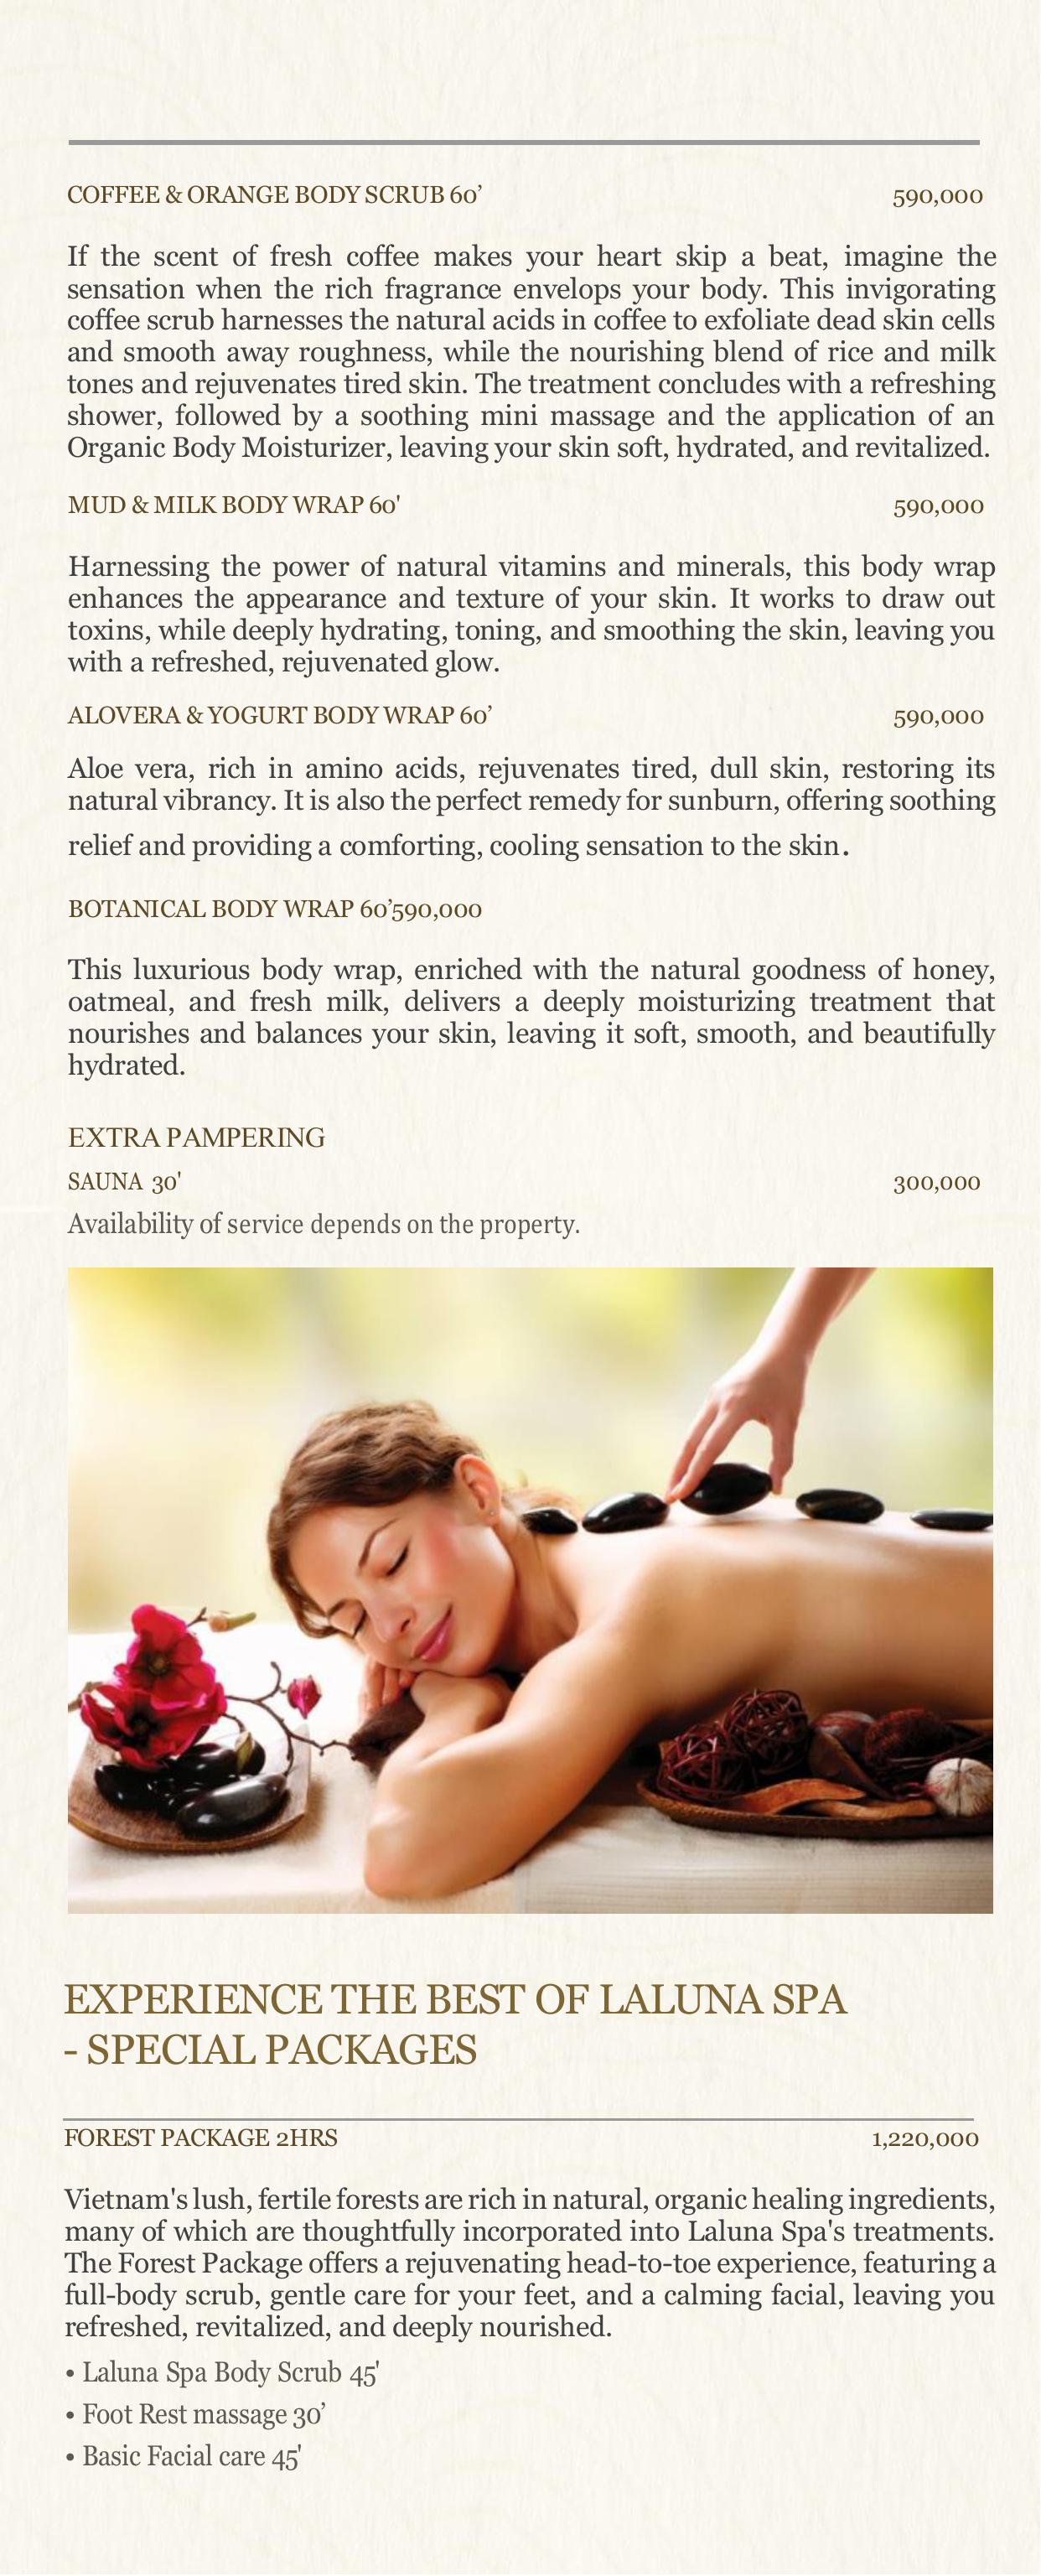 COFFEE & ORANGE BODY SCRUB 60’ 590,000
If the scent of fresh coffee makes your heart skip a beat, imagine the
sensation when the rich fragrance envelops your body. This invigorating
coffee scrub harnesses the natural acids in coffee to exfoliate dead skin cells
and smooth away roughness, while the nourishing blend of rice and milk
tones and rejuvenates tired skin. The treatment concludes with a refreshing
shower, followed by a soothing mini massage and the application of an
Organic Body Moisturizer, leaving your skin soft, hydrated, and revitalized.
MUD & MILK BODY WRAP 60' 590,000
Harnessing the power of natural vitamins and minerals, this body wrap
enhances the appearance and texture of your skin. It works to draw out
toxins, while deeply hydrating, toning, and smoothing the skin, leaving you
with a refreshed, rejuvenated glow.
ALOVERA & YOGURT BODY WRAP 60’ 590,000
Aloe vera, rich in amino acids, rejuvenates tired, dull skin, restoring its
natural vibrancy. It is also the perfect remedy for sunburn, offering soothing
relief and providing a comforting, cooling sensation to the skin.
BOTANICAL BODY WRAP 60’590,000
This luxurious body wrap, enriched with the natural goodness of honey,
oatmeal, and fresh milk, delivers a deeply moisturizing treatment that
nourishes and balances your skin, leaving it soft, smooth, and beautifully
hydrated.
EXTRA PAMPERING
SAUNA 30' 300,000
Availability of service depends on the property.
EXPERIENCE THE BEST OF LALUNA SPA
- SPECIAL PACKAGES
FOREST PACKAGE 2HRS 1,220,000
Vietnam's lush, fertile forests are rich in natural, organic healing ingredients,
many of which are thoughtfully incorporated into Laluna Spa's treatments.
The Forest Package offers a rejuvenating head-to-toe experience, featuring a
full-body scrub, gentle care for your feet, and a calming facial, leaving you
refreshed, revitalized, and deeply nourished.
• Laluna Spa Body Scrub 45'
• Foot Rest massage 30’
• Basic Facial care 45'